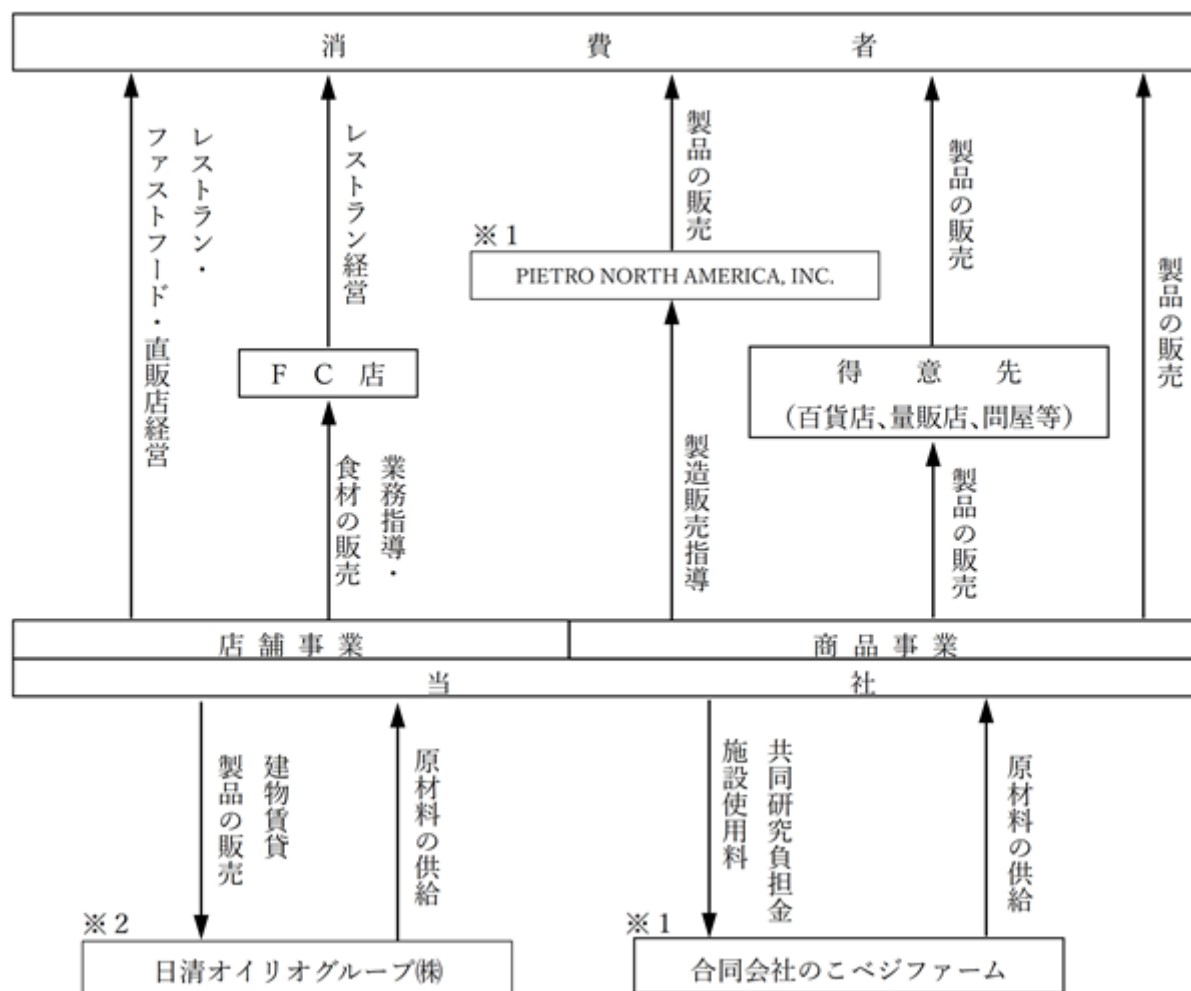 消費者
レストラン・
ファストフード・直販店経営
レストラン経営
製品の販売
製品の販売
製品の販売
※1
PIETRO NORTH AMERICA, INC.
FC店
得意先
（百貨店、量販店、問屋等）
業務指導・
食材の販売
製造販売指導
製品の販売
店舗事業
商品事業
当社
建物賃貸
製品の販売
原材料の供給
共同研究負担金
施設使用料
原材料の供給
※2
日清オイリオグループ㈱
※1
合同会社のこベジファーム